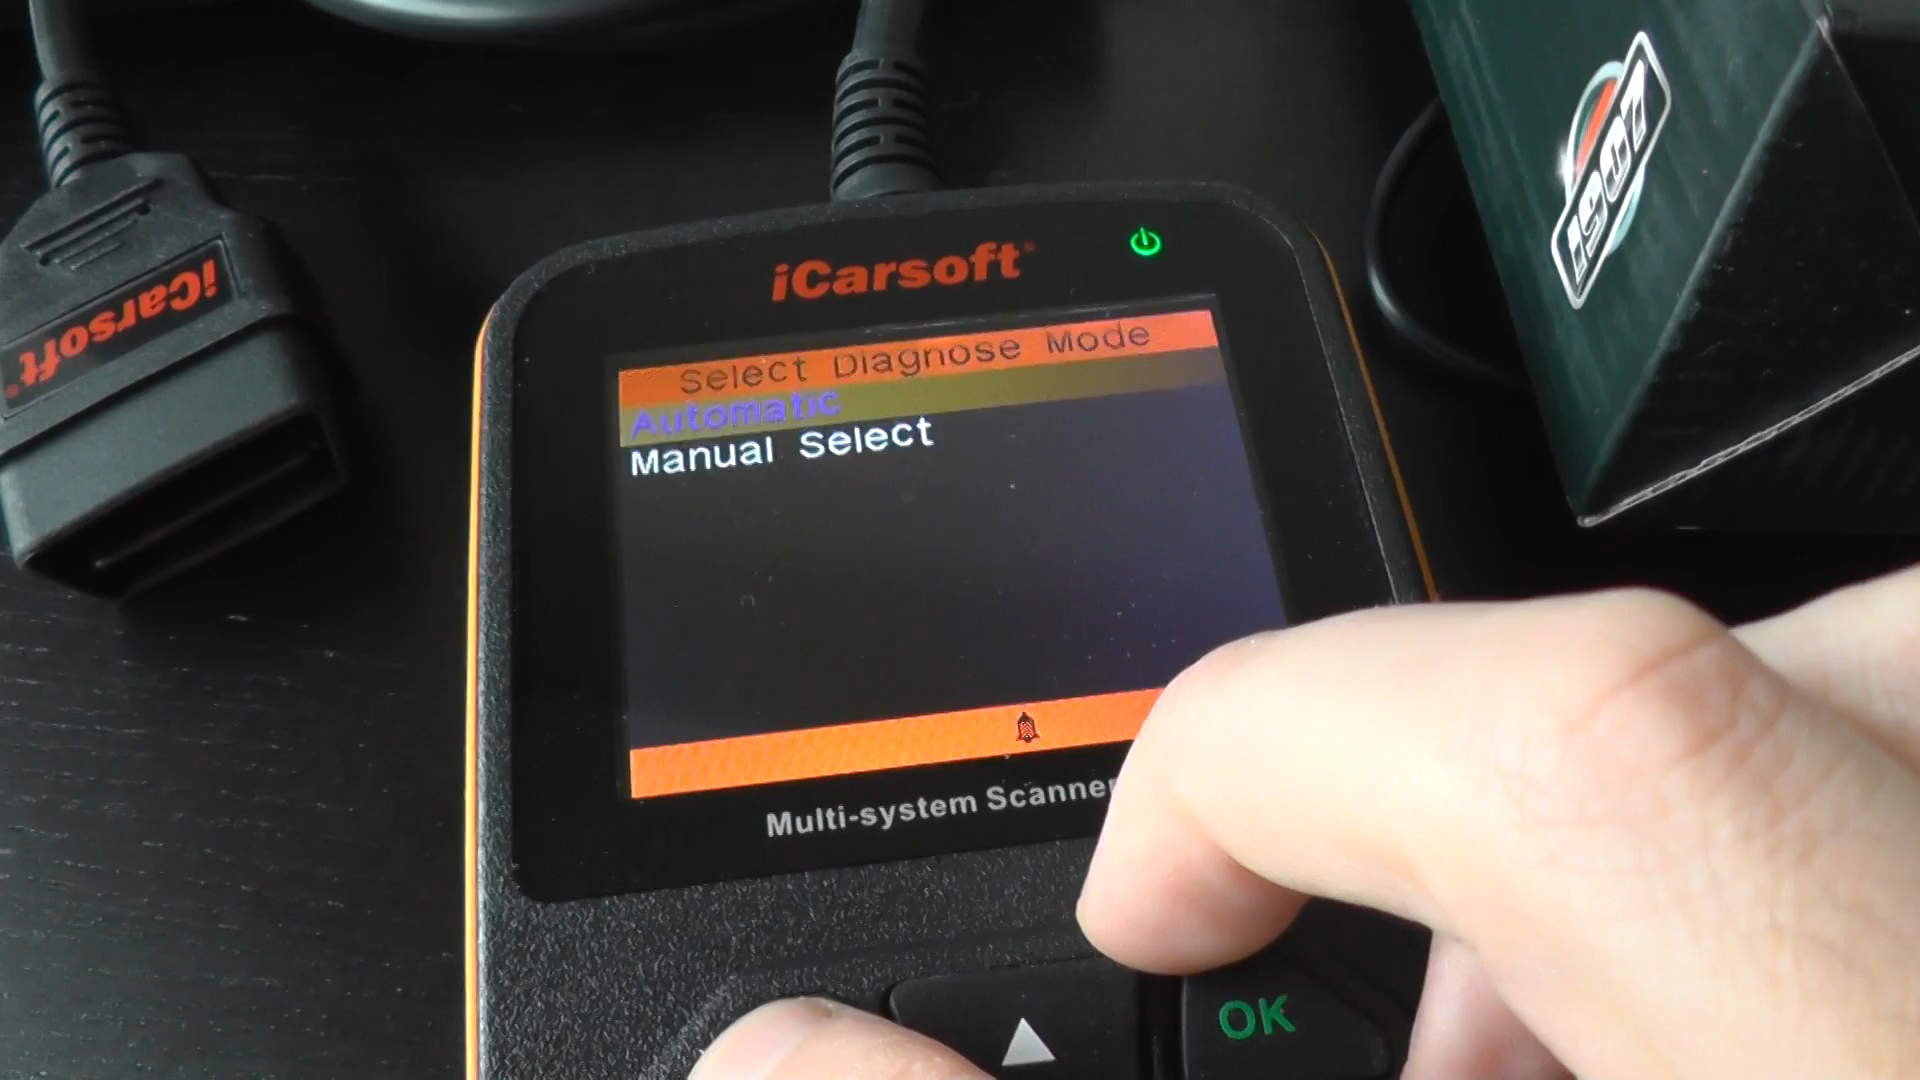 iCarsoft
Select Diagnose Mode
Automatic
Manual Select
Multi-system Scanner
OK
iCarsoft